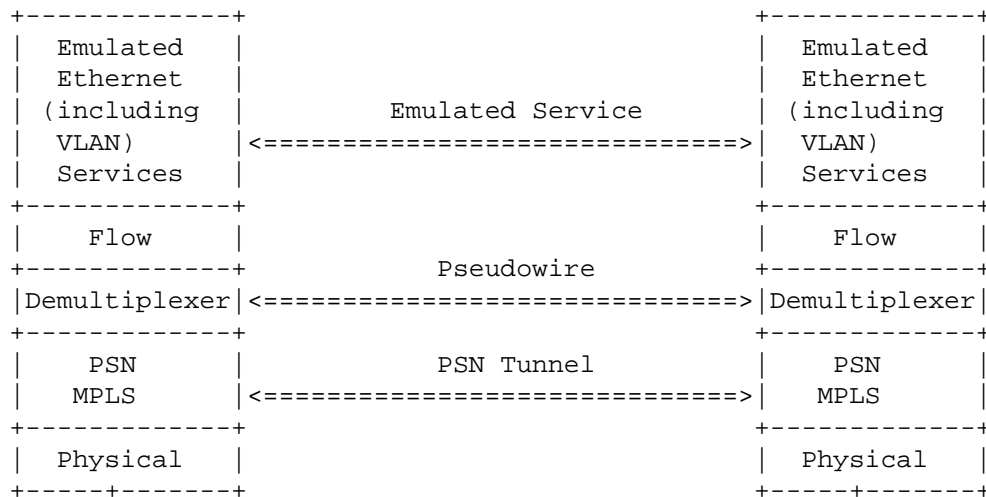 +-------------+                                +-------------+
|  Emulated   |                                |  Emulated   |
|  Ethernet   |                                |  Ethernet   |
| (including  |         Emulated Service       | (including  |
|  VLAN)      |<==============================>|  VLAN)      |
|  Services   |                                |  Services   |
+-------------+                                +-------------+
|    Flow     |                                |    Flow     |
+-------------+            Pseudowire          +-------------+
|Demultiplexer|<==============================>|Demultiplexer|
+-------------+                                +-------------+
|    PSN      |            PSN Tunnel          |    PSN      |
|   MPLS      |<==============================>|   MPLS      |
+-------------+                                +-------------+
|  Physical   |                                |  Physical   |
+-----+-------+                                +-----+-------+